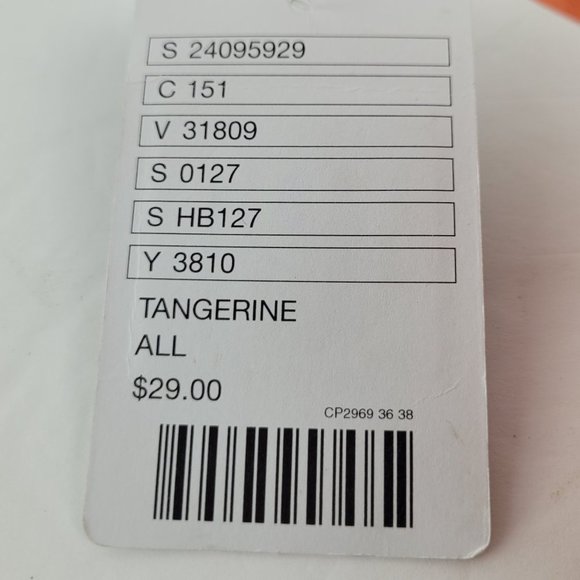 S 24095929
C 151
V 31809
S 0127
S HB127
Y 3810
TANGERINE
ALL
$29.00
CP2969 36 38